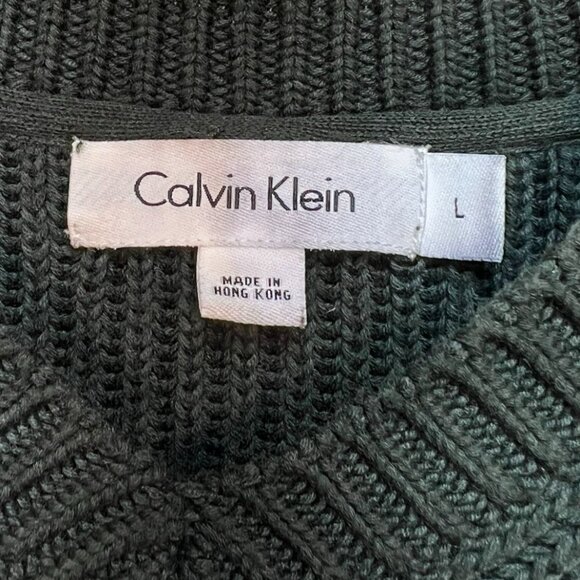 Calvin Klein
L
MADE IN
HONG KONG